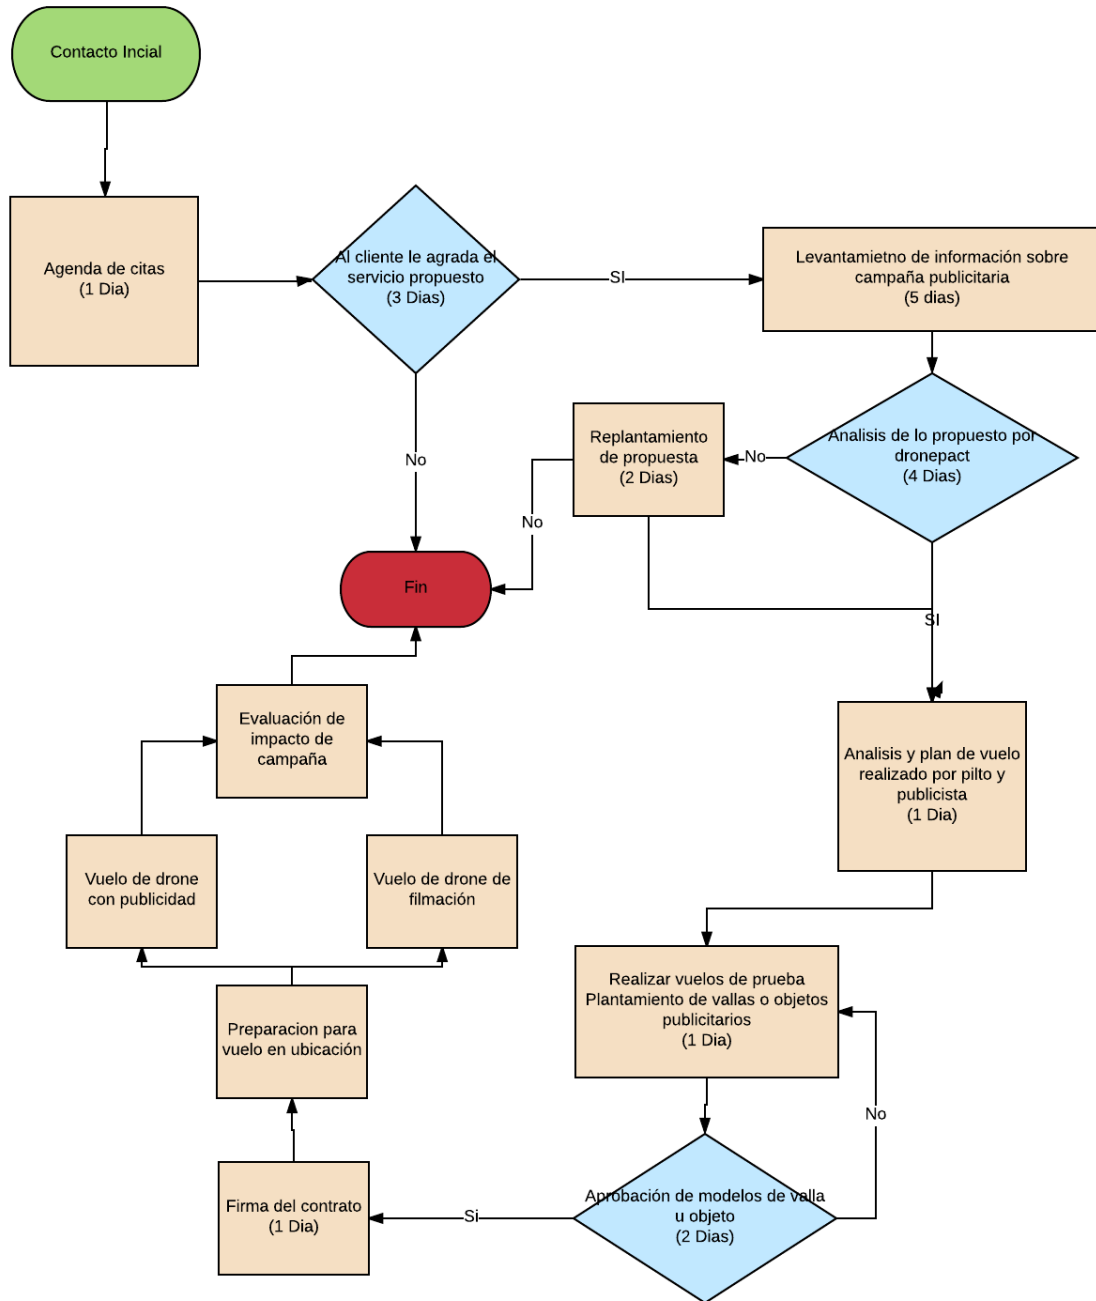 Contacto Incial
Agenda de citas
(1 Dia)
Al cliente le agrada el
servicio propuesto
(3 Dias)
SI
Levantamietno de información sobre
campaña publicitaria
(5 dias)
No
Replantamiento
de propuesta
(2 Dias)
No
Analisis de lo propuesto por
dronepact
(4 Dias)
No
Fin
SI
Evaluación de
impacto de
campaña
Analisis y plan de vuelo
realizado por pilto y
publicista
(1 Dia)
Vuelo de drone
con publicidad
Vuelo de drone de
filmación
Realizar vuelos de prueba
Plantamiento de vallas o objetos
publicitarios
(1 Dia)
Preparacion para
vuelo en ubicación
No
Firma del contrato
(1 Dia)
Si
Aprobación de modelos de valla
u objeto
(2 Dias)